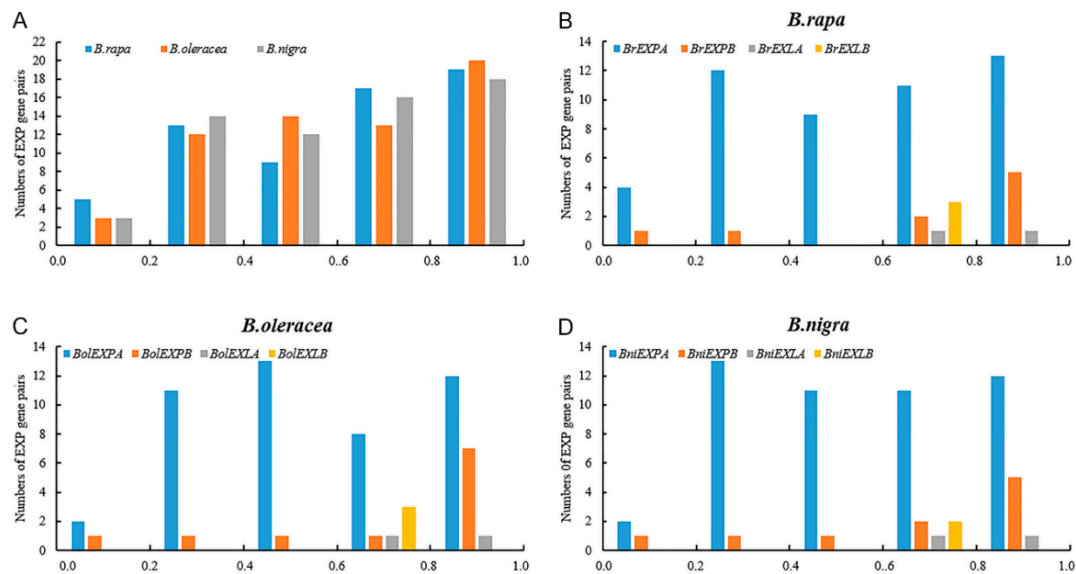 A
B.rapa B.oleracea B.nigra
Numbers of EXP gene pairs
22
20
18
16
14
12
10
8
6
4
2
0
0.0 0.2 0.4 0..6 0.8 1.0
B
B.rapa
BrEXPA BrEXPB BrEXLA BrEXLB
Numbers of EXP gene pairs
14
12
10
8
6
4
2
0
0.0 0.2 0.4 0..6 0.8 1.0
C
B.oleracea
BolEXPA BolEXPB BolEXLA BolEXLB
Numbers of EXP gene pairs
14
12
10
8
6
4
2
0
0.0 0.2 0.4 0..6 0.8 1.0
D
B.nigra
BniEXPA BniEXPB BniEXLA BniEXLB
Numbers 0f EXP gene pairs
14
12
10
8
6
4
2
0
0.0 0.2 0.4 0..6 0.8 1.0